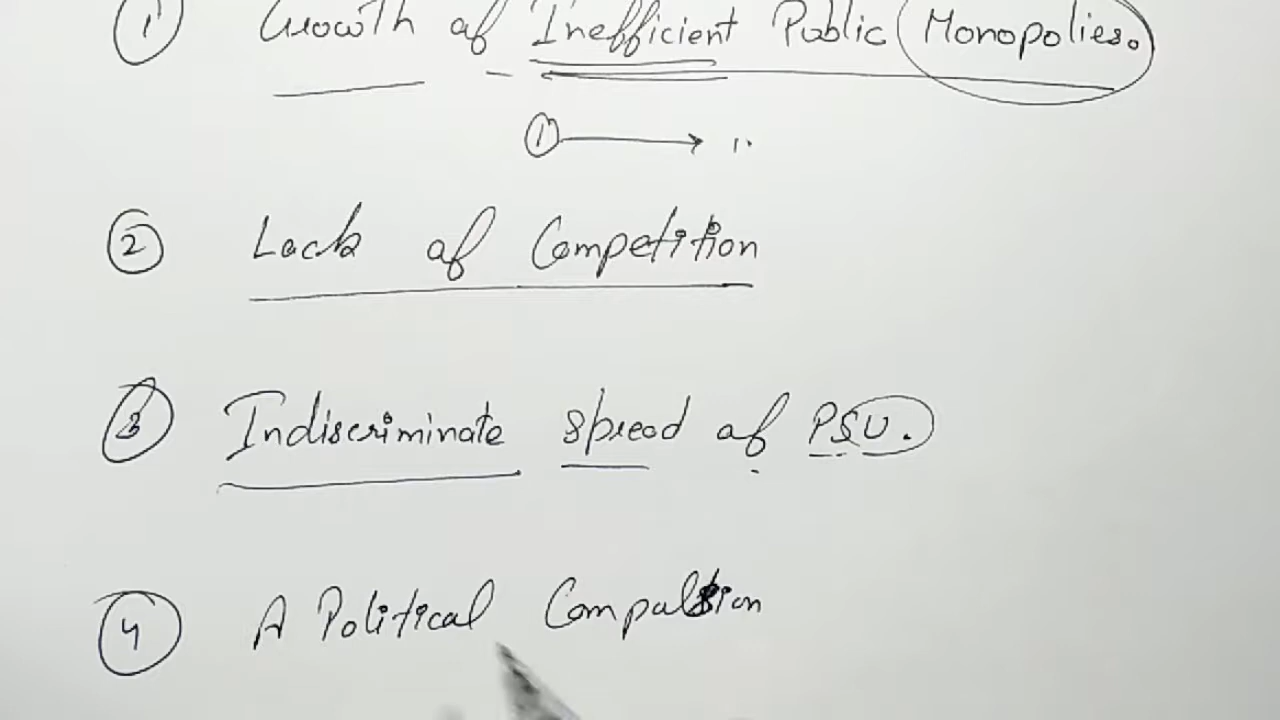 ① Growth of Inefficient Public Monopolies.
① → "
② Lack of Competition
③ Indiscriminate spread of PSU.
④ A Political Compulsion